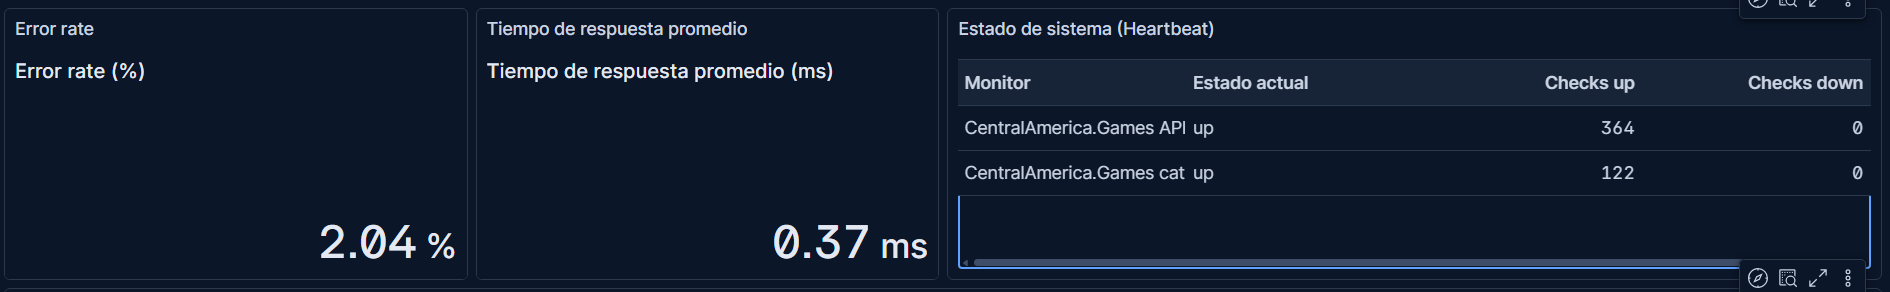 Error rate
Error rate (%)
2.04 %
Tiempo de respuesta promedio
Tiempo de respuesta promedio (ms)
0.37 ms
Estado de sistema (Heartbeat)
Monitor Estado actual Checks up Checks down
CentralAmerica.Games API up 364 0
CentralAmerica.Games cat up 122 0